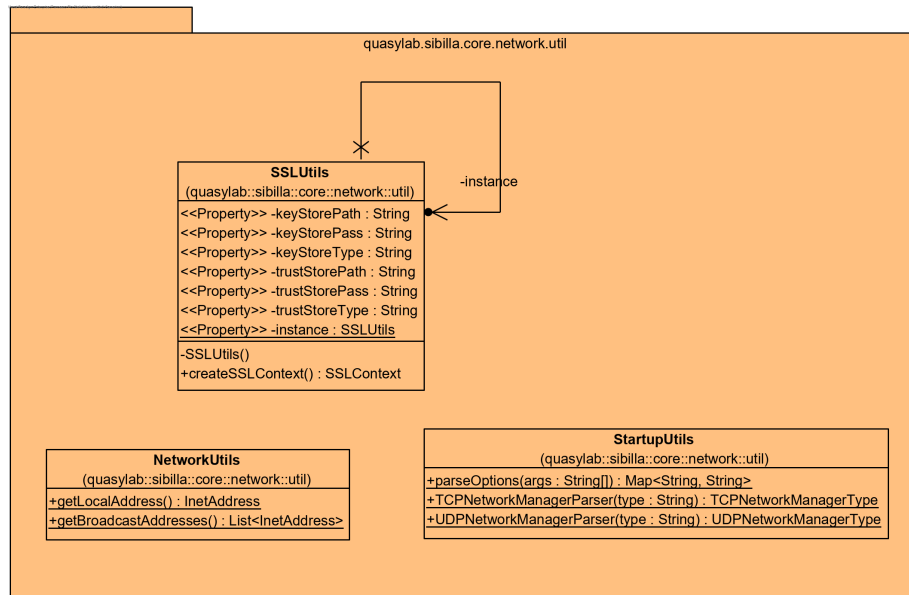 quasylab.sibilla.core.network.util
-instance
SSLUtils
(quasylab::sibilla::core::network::util)
<<Property>> -keyStorePath : String
<<Property>> -keyStorePass : String
<<Property>> -keyStoreType : String
<<Property>> -trustStorePath : String
<<Property>> -trustStorePass : String
<<Property>> -trustStoreType : String
<<Property>> -instance : SSLUtils
-SSLUtils()
+createSSLContext() : SSLContext
NetworkUtils
(quasylab::sibilla::core::network::util)
+getLocalAddress() : InetAddress
+getBroadcastAddresses() : List<InetAddress>
StartupUtils
(quasylab::sibilla::core::network::util)
+parseOptions(args : String[]) : Map<String, String>
+TCPNetworkManagerParser(type : String) : TCPNetworkManagerType
+UDPNetworkManagerParser(type : String) : UDPNetworkManagerType